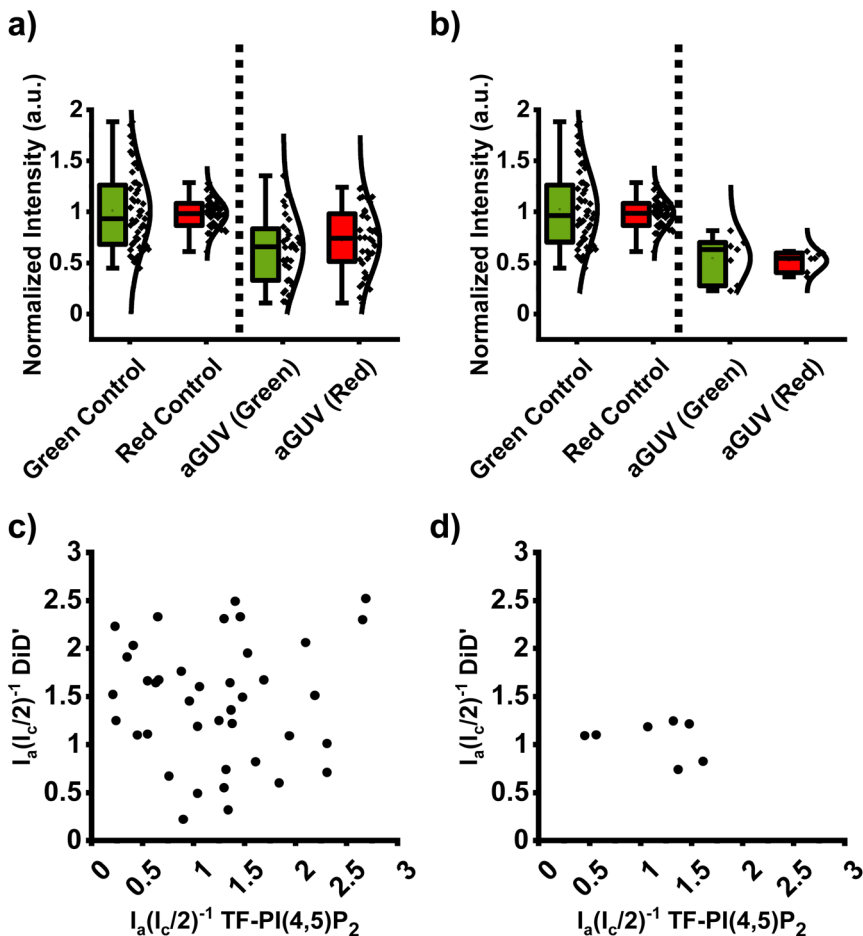 a)
Normalized Intensity (a.u.)
2
1.5
1
0.5
0
Green Control
Red Control
aGUV (Green)
aGUV (Red)
b)
Normalized Intensity (a.u.)
2
1.5
1
0.5
0
Green Control
Red Control
aGUV (Green)
aGUV (Red)
c)
Iₐ(I꜀/2)⁻¹ DiD'
3
2.5
2
1.5
1
0.5
0
0 0.5 1 1.5 2 2.5 3
Iₐ(I꜀/2)⁻¹ TF-PI(4,5)P₂
d)
Iₐ(I꜀/2)⁻¹ DiD'
3
2.5
2
1.5
1
0.5
0
0 0.5 1 1.5 2 2.5 3
Iₐ(I꜀/2)⁻¹ TF-PI(4,5)P₂